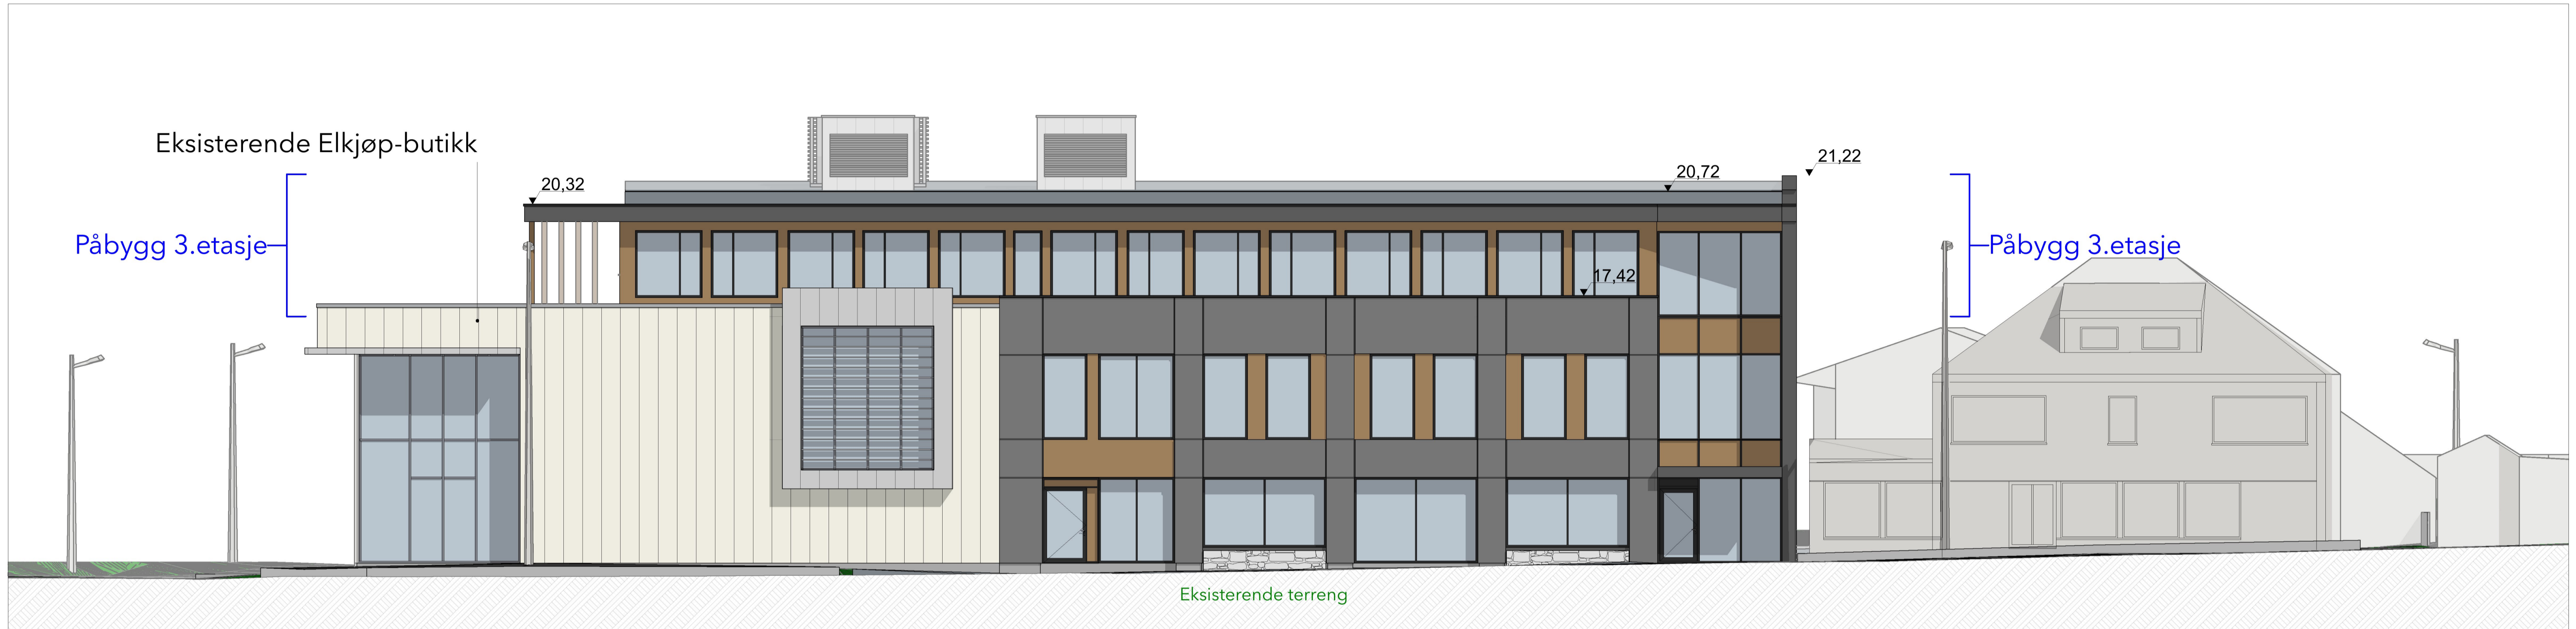 Eksisterende Elkjøp-butikk
21,22
20,72
20,32
Påbygg 3.etasje
Påbygg 3.etasje
17,42
Eksisterende terreng